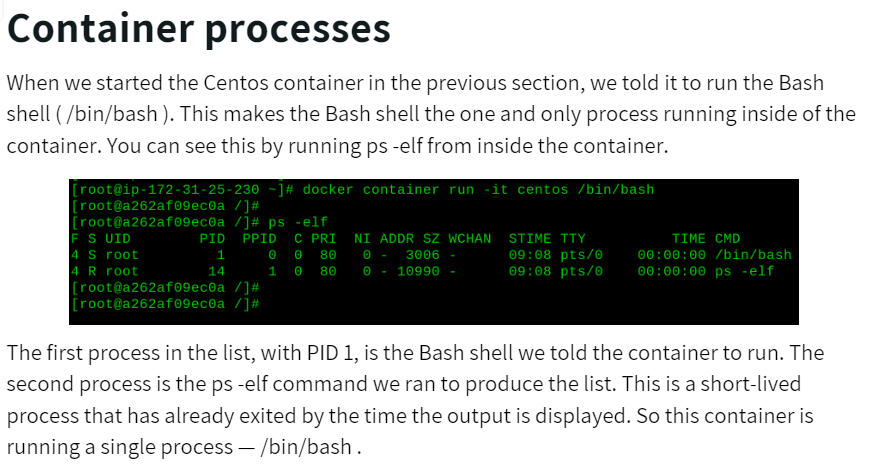 Container processes
When we started the Centos container in the previous section, we told it to run the Bash
shell ( /bin/bash ). This makes the Bash shell the one and only process running inside of the
container. You can see this by running ps -elf from inside the container.
[root@ip-172-31-25-230 ~]# docker container run -it centos /bin/bash
[root@a262af09ec0a /]#
[root@a262af09ec0a /]# ps -elf
F S UID        PID  PPID  C PRI  NI ADDR SZ WCHAN  STIME TTY          TIME CMD
4 S root         1     0  0  80   0 -  3006 -      09:08 pts/0    00:00:00 /bin/bash
4 R root        14     1  0  80   0 - 10990 -      09:08 pts/0    00:00:00 ps -elf
[root@a262af09ec0a /]#
[root@a262af09ec0a /]#
The first process in the list, with PID 1, is the Bash shell we told the container to run. The
second process is the ps -elf command we ran to produce the list. This is a short-lived
process that has already exited by the time the output is displayed. So this container is
running a single process — /bin/bash .